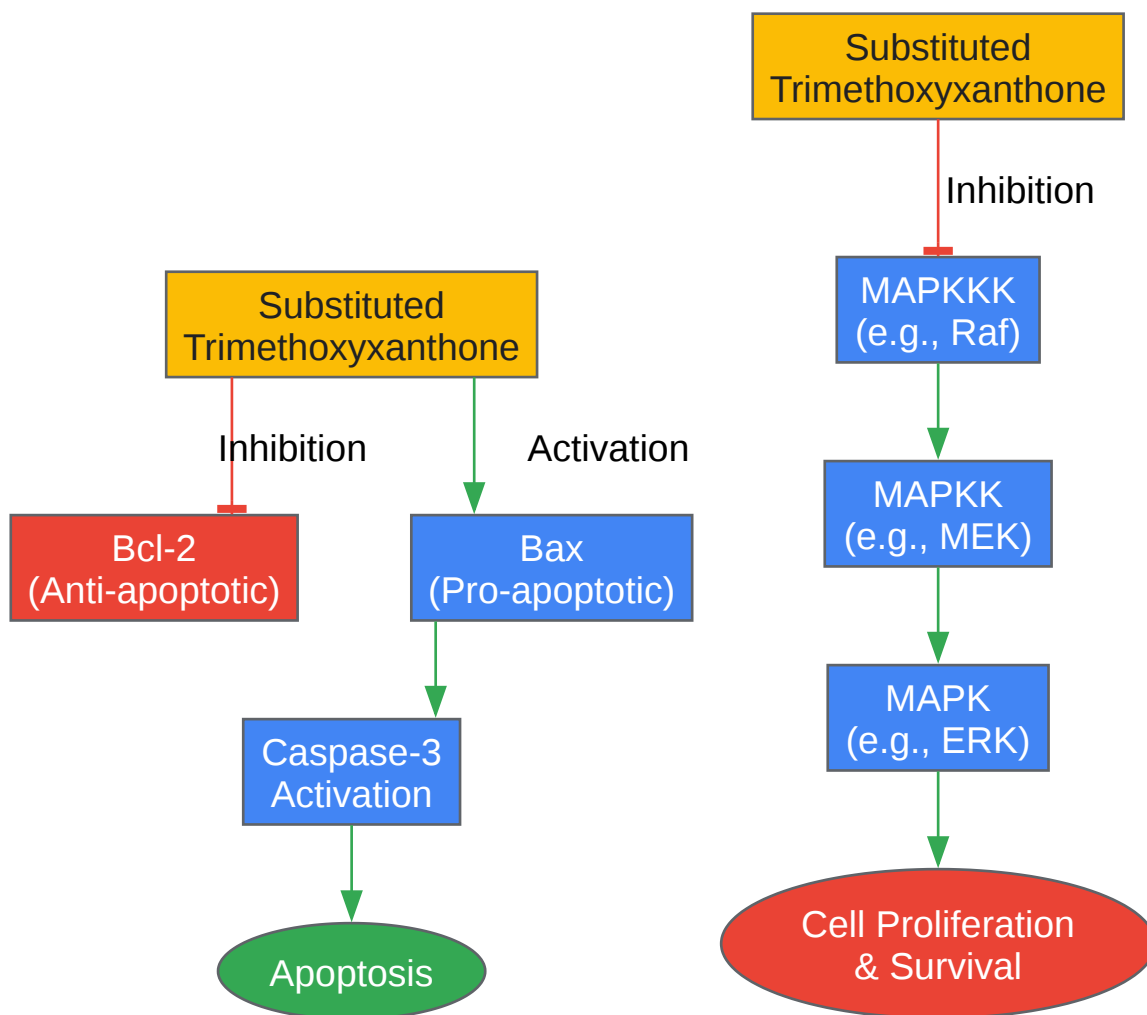 Substituted
Trimethoxyxanthone
Inhibition
Activation
Bcl-2
(Anti-apoptotic)
Bax
(Pro-apoptotic)
Caspase-3
Activation
Apoptosis
Substituted
Trimethoxyxanthone
Inhibition
MAPKKK
(e.g., Raf)
MAPKK
(e.g., MEK)
MAPK
(e.g., ERK)
Cell Proliferation
& Survival